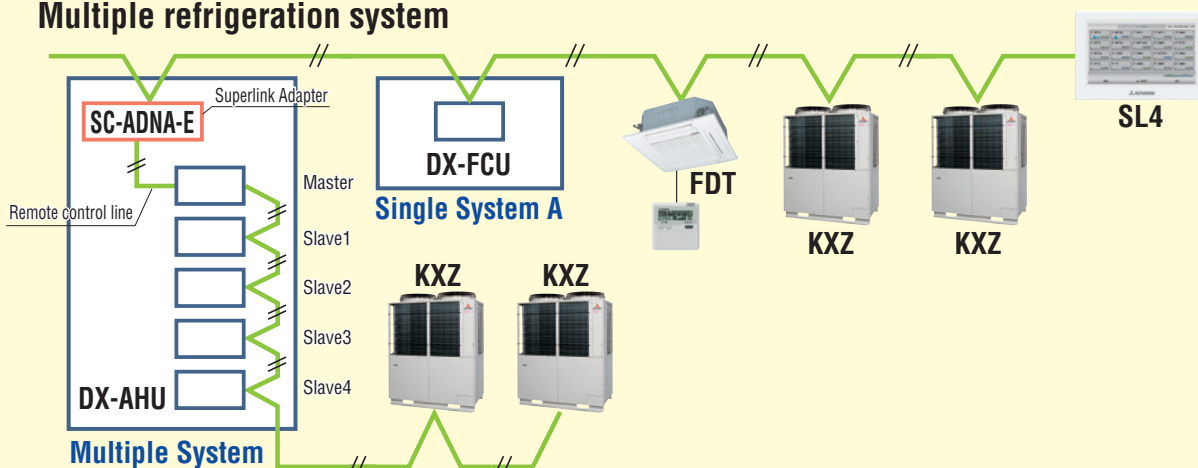 Multiple refrigeration system
SC-ADNA-E
Superlink Adapter
Remote control line
Master
Slave1
Slave2
Slave3
Slave4
DX-AHU
Multiple System
DX-FCU
Single System A
FDT
KXZ
KXZ
SL4
KXZ
KXZ